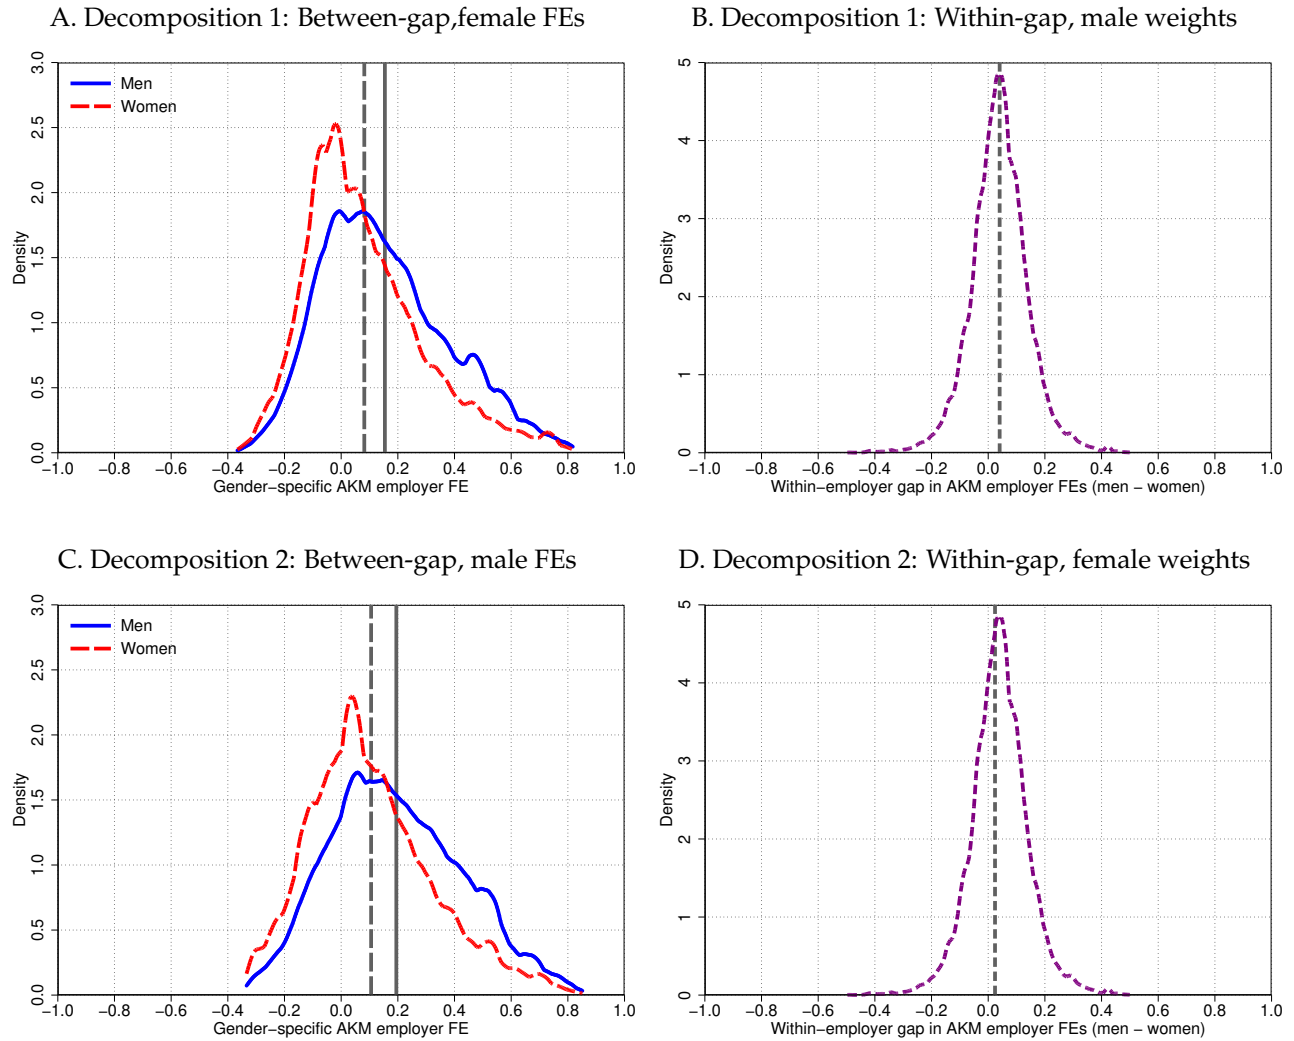 A. Decomposition 1: Between-gap,female FEs
3.0
2.5
2.0
1.5
1.0
0.5
0.0
Density
Men
Women
−1.0 −0.8 −0.6 −0.4 −0.2 0.0 0.2 0.4 0.6 0.8 1.0
Gender−specific AKM employer FE
B. Decomposition 1: Within-gap, male weights
5
4
3
2
1
0
Density
−1.0 −0.8 −0.6 −0.4 −0.2 0.0 0.2 0.4 0.6 0.8 1.0
Within−employer gap in AKM employer FEs (men − women)
C. Decomposition 2: Between-gap, male FEs
3.0
2.5
2.0
1.5
1.0
0.5
0.0
Density
Men
Women
−1.0 −0.8 −0.6 −0.4 −0.2 0.0 0.2 0.4 0.6 0.8 1.0
Gender−specific AKM employer FE
D. Decomposition 2: Within-gap, female weights
5
4
3
2
1
0
Density
−1.0 −0.8 −0.6 −0.4 −0.2 0.0 0.2 0.4 0.6 0.8 1.0
Within−employer gap in AKM employer FEs (men − women)